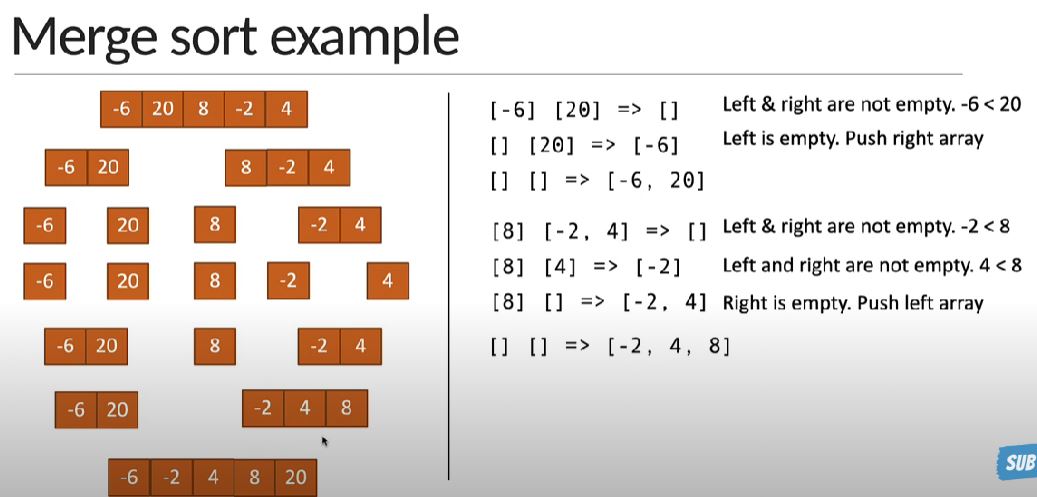 Merge sort example
-6 20 8 -2 4
-6 20 8 -2 4
-6 20 8 -2 4
-6 20 8 -2 4
-6 20 8 -2 4
-6 20 -2 4 8
-6 -2 4 8 20
[-6] [20] => [] Left & right are not empty. -6 < 20
[] [20] => [-6] Left is empty. Push right array
[] [] => [-6, 20]
[8] [-2, 4] => [] Left & right are not empty. -2 < 8
[8] [4] => [-2] Left and right are not empty. 4 < 8
[8] [] => [-2, 4] Right is empty. Push left array
[] [] => [-2, 4, 8]
SUB